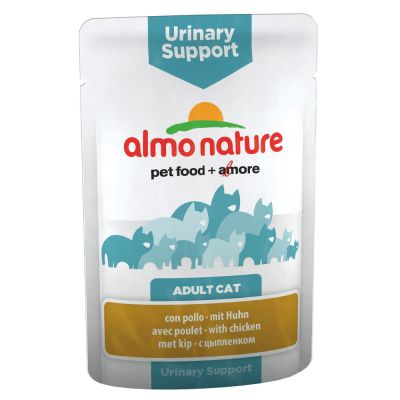 Urinary
Support
almo nature
pet food + amore
ADULT CAT
con pollo · mit Huhn
avec poulet · with chicken
met kip · с цыпленком
Urinary Support